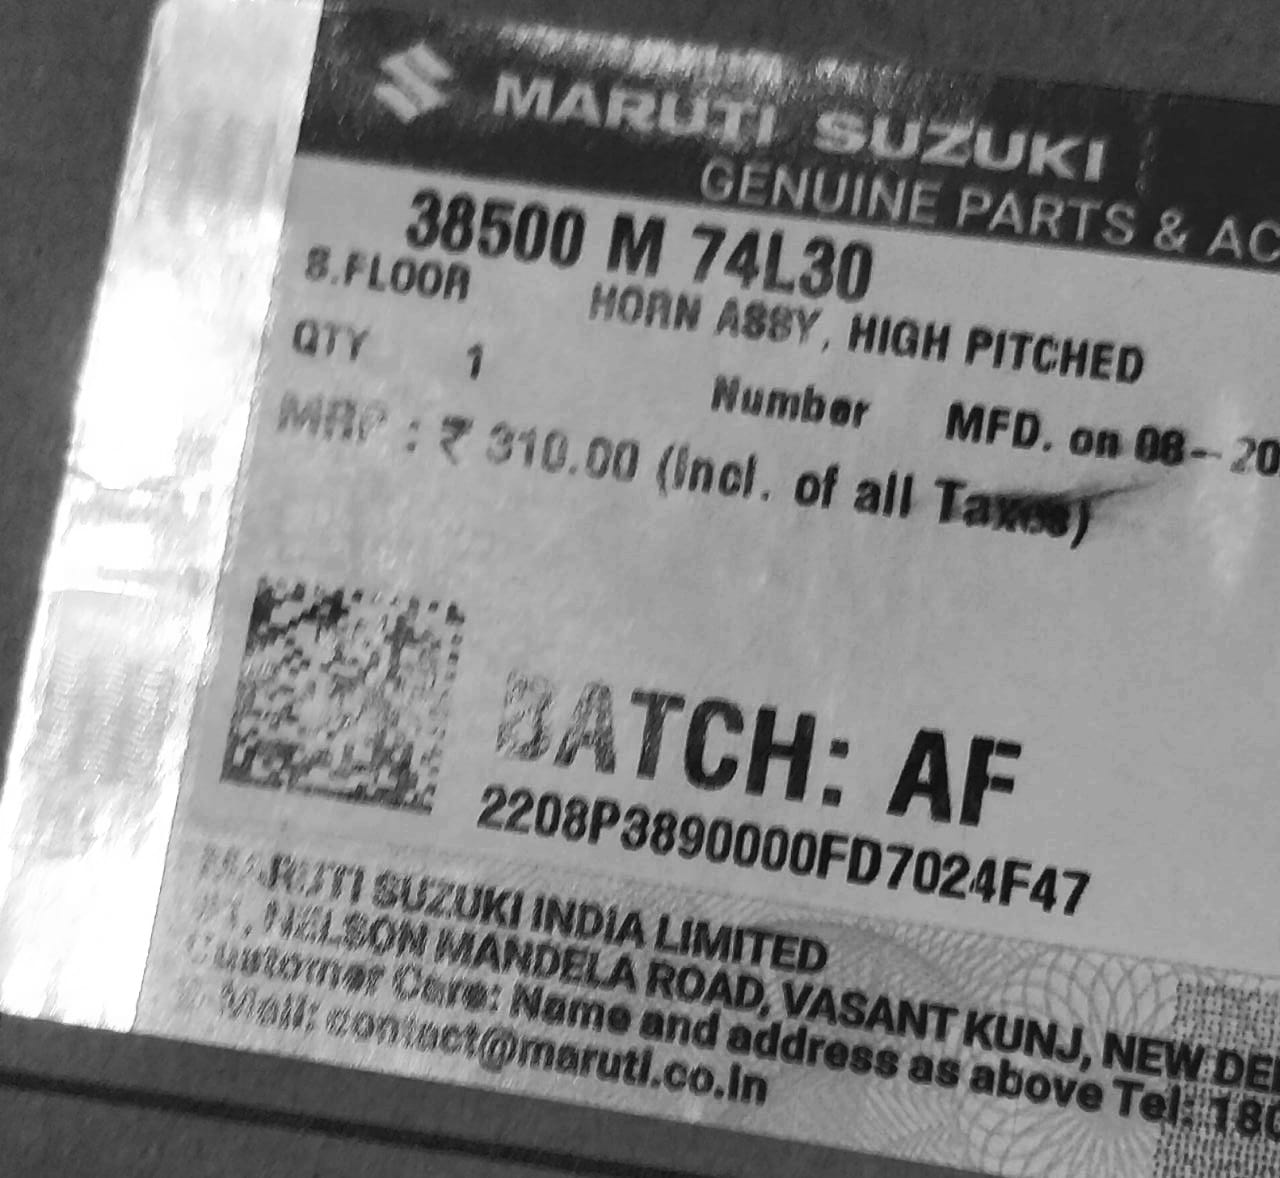 MARUTI SUZUKI
GENUINE PARTS & AC
38500 M 74L30
S.FLOOR HORN ASSY, HIGH PITCHED
QTY 1 Number MFD. on 08-20
MRP : ₹ 310.00 (Incl. of all Taxes)
BATCH: AF
2208P3890000FD7024F47
MARUTI SUZUKI INDIA LIMITED
NELSON MANDELA ROAD, VASANT KUNJ, NEW DEL
Customer Care: Name and address as above Tel: 180
Mail: contact@maruti.co.in